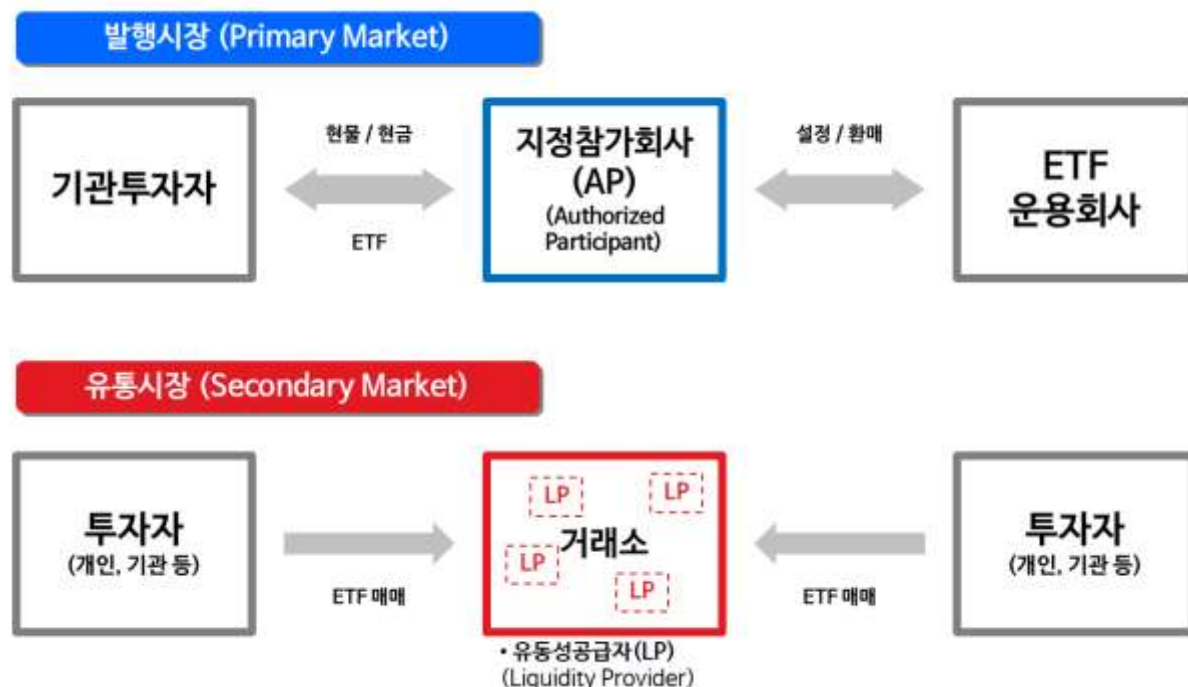 발행시장 (Primary Market)
기관투자자
현물 / 현금
ETF
지정참가회사
(AP)
(Authorized
Participant)
설정 / 환매
ETF
운용회사
유통시장 (Secondary Market)
투자자
(개인, 기관 등)
ETF 매매
LP
LP
거래소
LP
LP
ETF 매매
투자자
(개인, 기관 등)
• 유동성공급자(LP)
(Liquidity Provider)